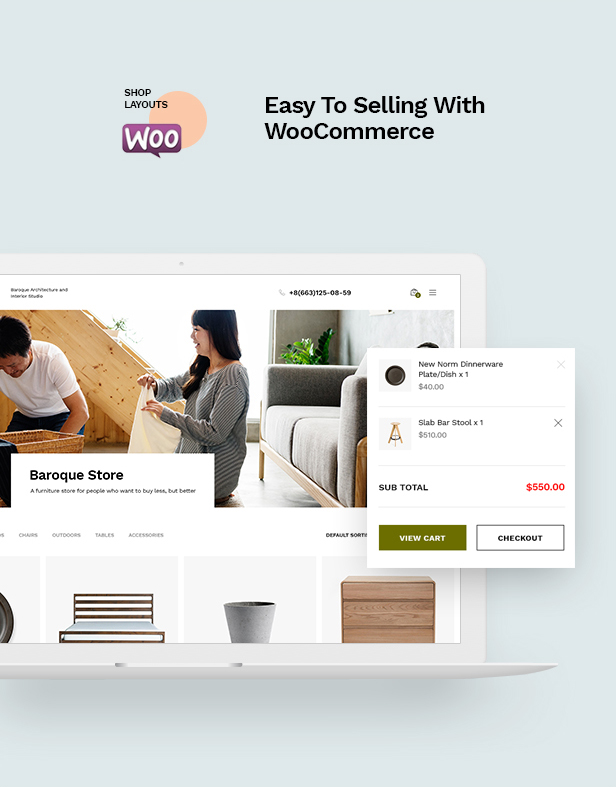 SHOP
LAYOUTS
WOO
Easy To Selling With
WooCommerce
Baroque Architecture and
Interior Studio
+8(663)125-08-59
New Norm Dinnerware
Plate/Dish x 1
$40.00
Slab Bar Stool x 1
$510.00
SUB TOTAL
$550.00
VIEW CART
CHECKOUT
Baroque Store
A furniture store for people who want to buy less, but better
CHAIRS
OUTDOORS
TABLES
ACCESSORIES
DEFAULT